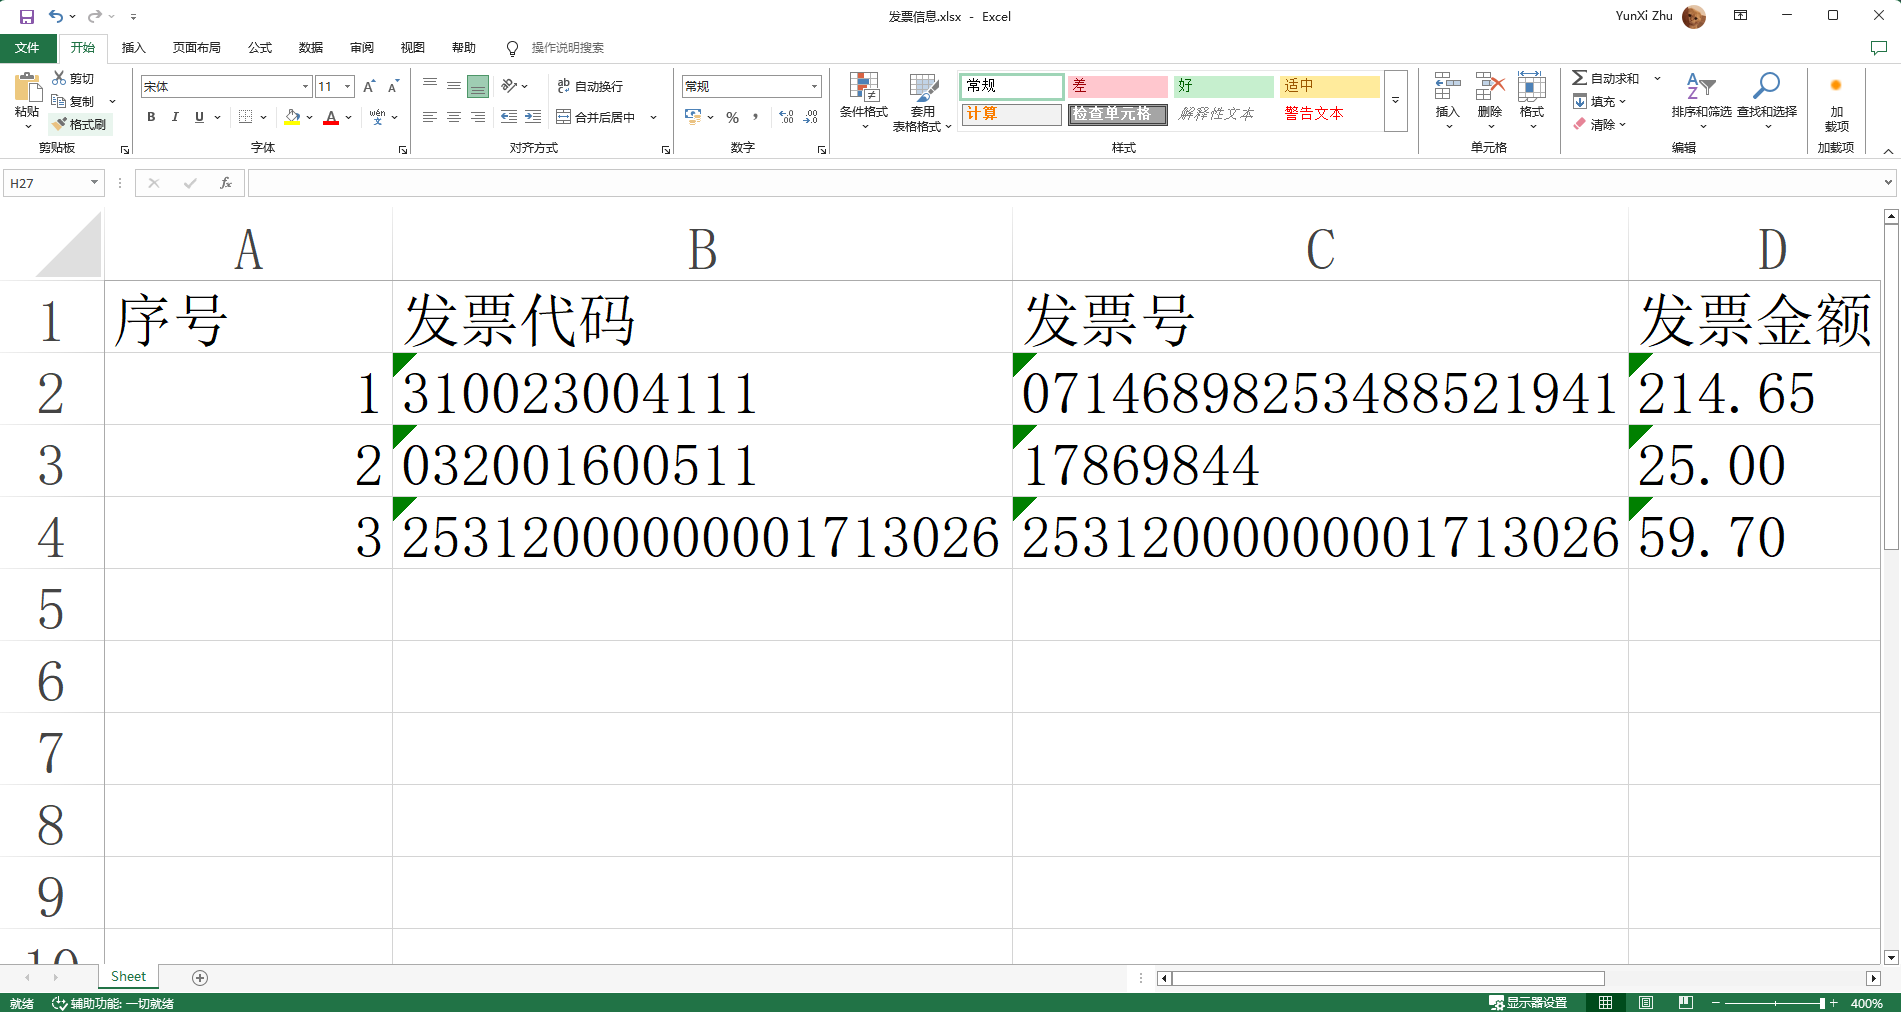 发票信息.xlsx - Excel
YunXi Zhu
文件 开始 插入 页面布局 公式 数据 审阅 视图 帮助 操作说明搜索
粘贴 剪切 复制 格式刷
剪贴板
宋体 11
B I U wén 文
字体
ab 自动换行
合并后居中
对齐方式
常规
% ,
数字
条件格式 套用 表格格式
常规 差 好 适中
计算 检查单元格 解释性文本 警告文本
样式
插入 删除 格式
单元格
自动求和
填充
清除
排序和筛选 查找和选择
编辑
加载项
加载项
H27 fx
A B C D
1 序号 发票代码 发票号 发票金额
2 1 310023004111 07146898253488521941 214.65
3 2 032001600511 17869844 25.00
4 3 25312000000001713026 25312000000001713026 59.70
5
6
7
8
9
10
Sheet
就绪 辅助功能: 一切就绪 显示器设置 400%